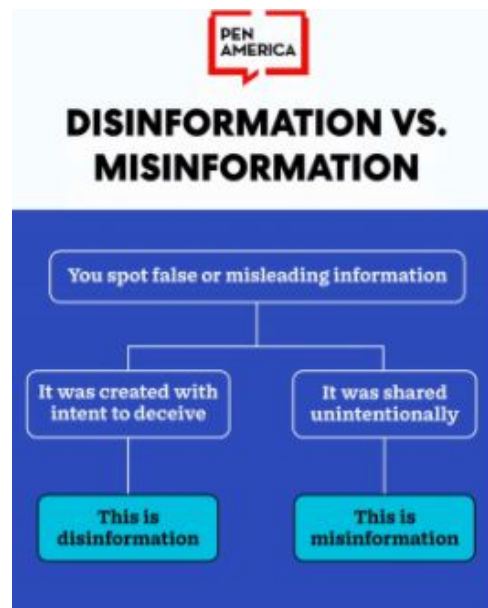 PEN
AMERICA
DISINFORMATION VS.
MISINFORMATION
You spot false or misleading information
It was created with
intent to deceive
It was shared
unintentionally
This is
disinformation
This is
misinformation